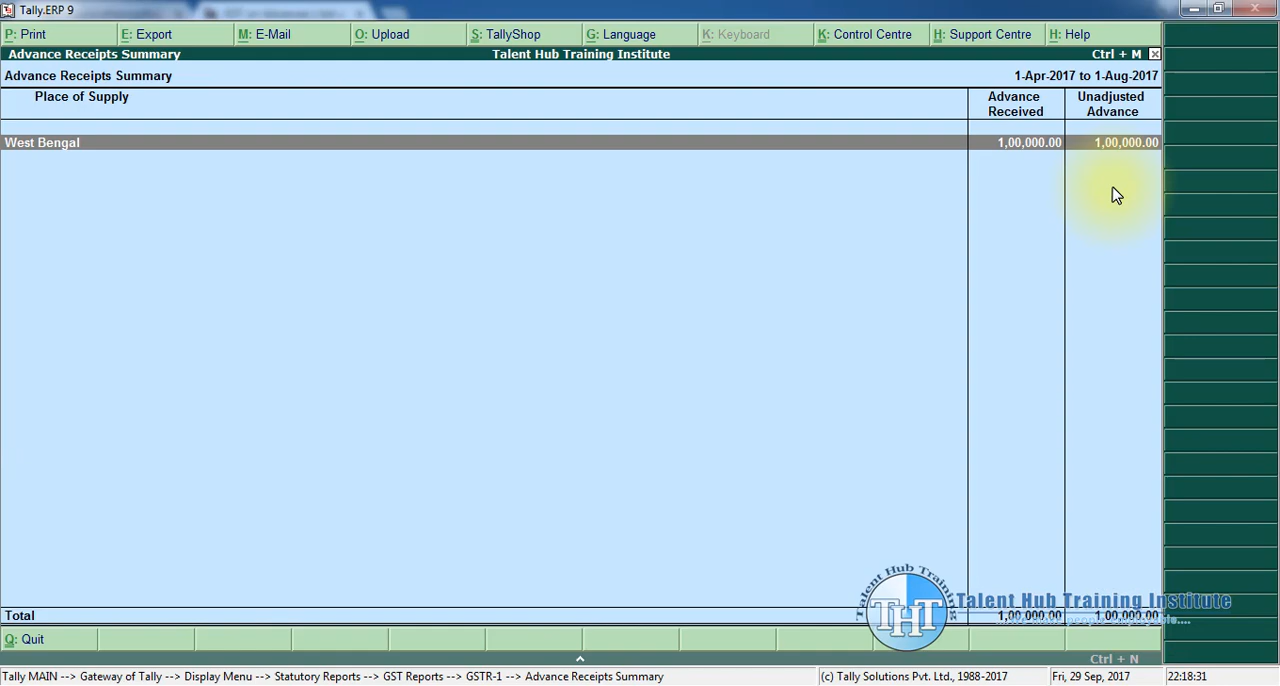 Tally.ERP 9
P: Print E: Export M: E-Mail O: Upload S: TallyShop G: Language K: Keyboard K: Control Centre H: Support Centre H: Help
Advance Receipts Summary Talent Hub Training Institute Ctrl + M
Advance Receipts Summary 1-Apr-2017 to 1-Aug-2017
Place of Supply Advance Unadjusted
Received Advance
West Bengal 1,00,000.00 1,00,000.00
Talent Hub Training
THT
Talent Hub Training Institute
Total 1,00,000.00 1,00,000.00
Q: Quit
Ctrl + N
Tally MAIN --> Gateway of Tally --> Display Menu --> Statutory Reports --> GST Reports --> GSTR-1 --> Advance Receipts Summary (c) Tally Solutions Pvt. Ltd., 1988-2017 Fri, 29 Sep, 2017 22:18:31